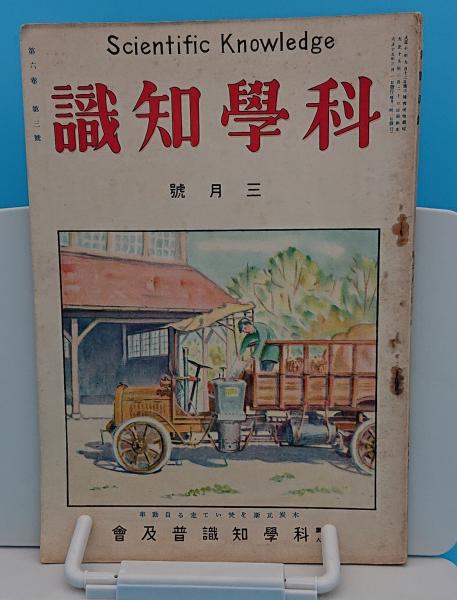 Scientific Knowledge
科學知識
第六卷 第三號
三月號
木炭瓦斯を焚いて走る自動車
科學知識普及會